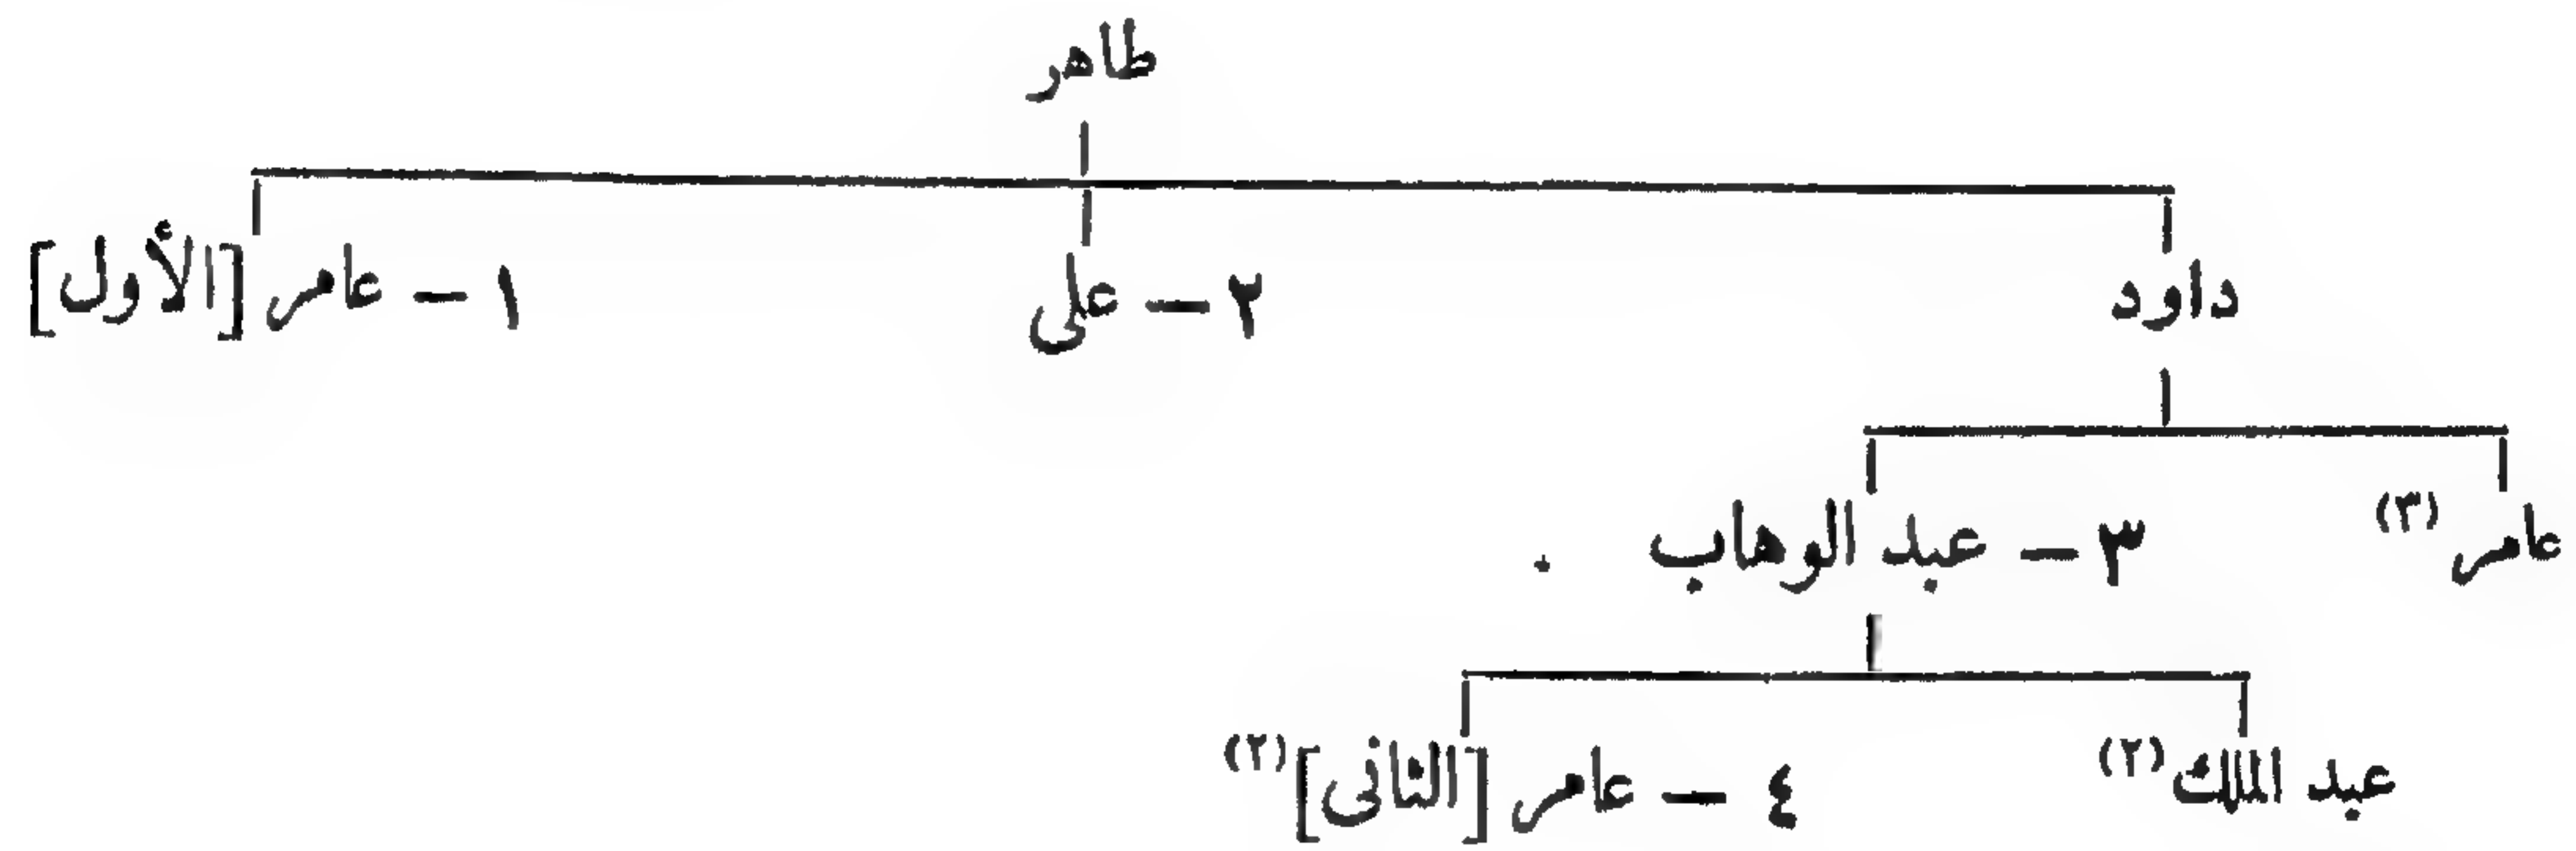 طاهر
داود ٢ – على ١ – عامر [الأول]
عامر (٣) ٣ – عبد الوهاب
عبد الملك (٢) ٤ – عامر [الثانى] (٢)